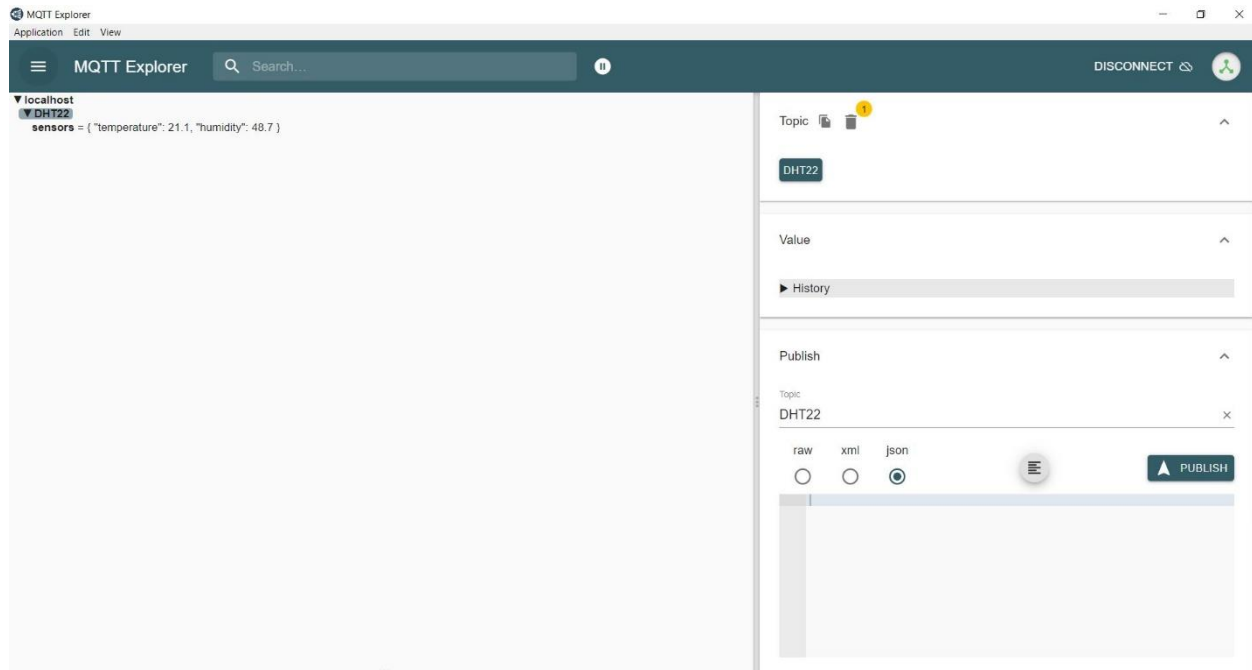 MQTT Explorer
Application Edit View
MQTT Explorer
Search...
DISCONNECT
▼ localhost
▼ DHT22
sensors = { "temperature": 21.1, "humidity": 48.7 }
Topic
1
DHT22
Value
▶ History
Publish
Topic
DHT22
raw xml json
PUBLISH